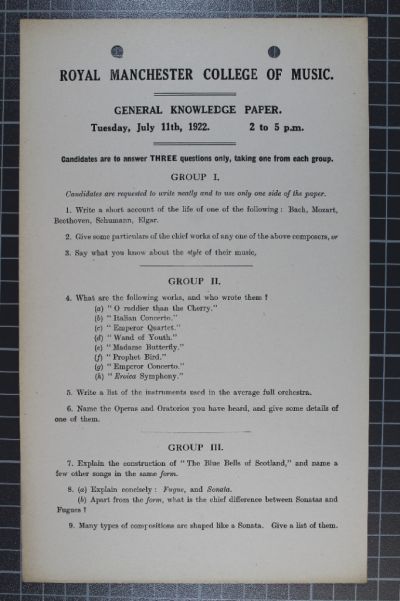 ROYAL MANCHESTER COLLEGE OF MUSIC.
GENERAL KNOWLEDGE PAPER.
Tuesday, July 11th, 1922. 2 to 5 p.m.
Candidates are to answer THREE questions only, taking one from each group.
GROUP I.
Candidates are requested to write neatly and to use only one side of the paper.
1. Write a short account of the life of one of the following : Bach, Mozart,
Beethoven, Schumann, Elgar.
2. Give some particulars of the chief works of any one of the above composers, or
3. Say what you know about the style of their music,
GROUP II.
4. What are the following works, and who wrote them ?
(a) " O ruddier than the Cherry."
(b) " Italian Concerto."
(c) " Emperor Quartet."
(d) " Wand of Youth."
(e) " Madame Butterfly."
(f) " Prophet Bird."
(g) " Emperor Concerto."
(h) " Eroica Symphony."
5. Write a list of the instruments used in the average full orchestra.
6. Name the Operas and Oratorios you have heard, and give some details of
one of them.
GROUP III.
7. Explain the construction of " The Blue Bells of Scotland," and name a
few other songs in the same form.
8. (a) Explain concisely : Fugue, and Sonata.
(b) Apart from the form, what is the chief difference between Sonatas and
Fugues ?
9. Many types of compositions are shaped like a Sonata. Give a list of them.